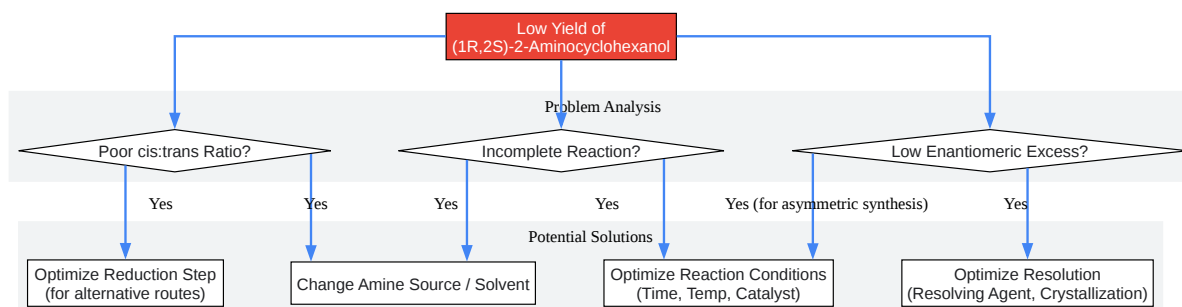 Low Yield of
(1R,2S)-2-Aminocyclohexanol
Problem Analysis
Poor cis:trans Ratio?
Incomplete Reaction?
Low Enantiomeric Excess?
Yes
Yes
Yes
Yes
Yes (for asymmetric synthesis)
Yes
Potential Solutions
Optimize Reduction Step
(for alternative routes)
Change Amine Source / Solvent
Optimize Reaction Conditions
(Time, Temp, Catalyst)
Optimize Resolution
(Resolving Agent, Crystallization)